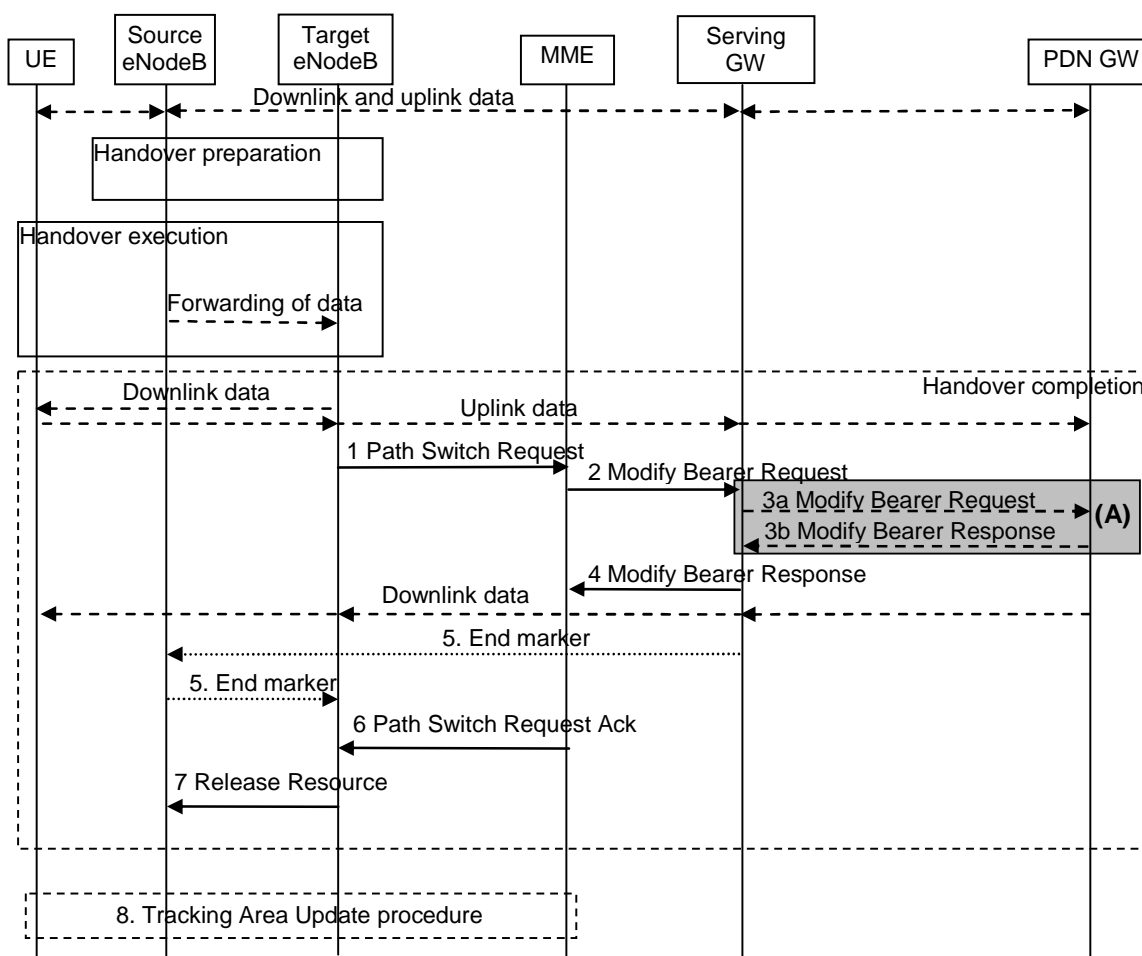 UE
Source
eNodeB
Target
eNodeB
MME
Serving
GW
PDN GW
Downlink and uplink data
Handover preparation
Handover execution
Forwarding of data
Handover completion
Downlink data
Uplink data
1 Path Switch Request
2 Modify Bearer Request
3a Modify Bearer Request
(A)
3b Modify Bearer Response
4 Modify Bearer Response
Downlink data
5. End marker
5. End marker
6 Path Switch Request Ack
7 Release Resource
8. Tracking Area Update procedure